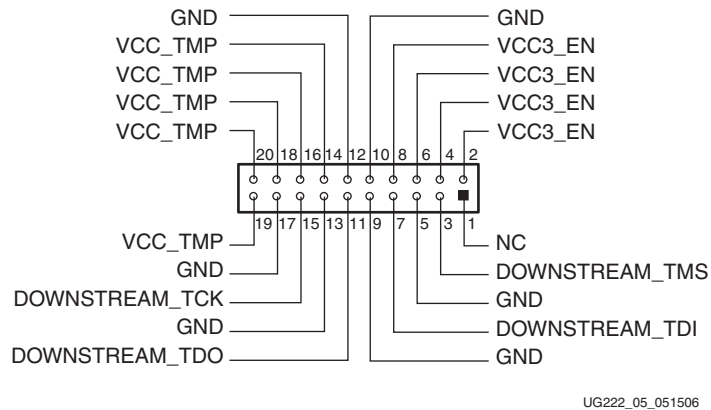 GND GND
VCC_TMP VCC3_EN
VCC_TMP VCC3_EN
VCC_TMP VCC3_EN
VCC_TMP VCC3_EN
20 18 16 14 12 10 8 6 4 2
19 17 15 13 11 9 7 5 3 1
VCC_TMP NC
GND DOWNSTREAM_TMS
DOWNSTREAM_TCK GND
GND DOWNSTREAM_TDI
DOWNSTREAM_TDO GND
UG222_05_051506